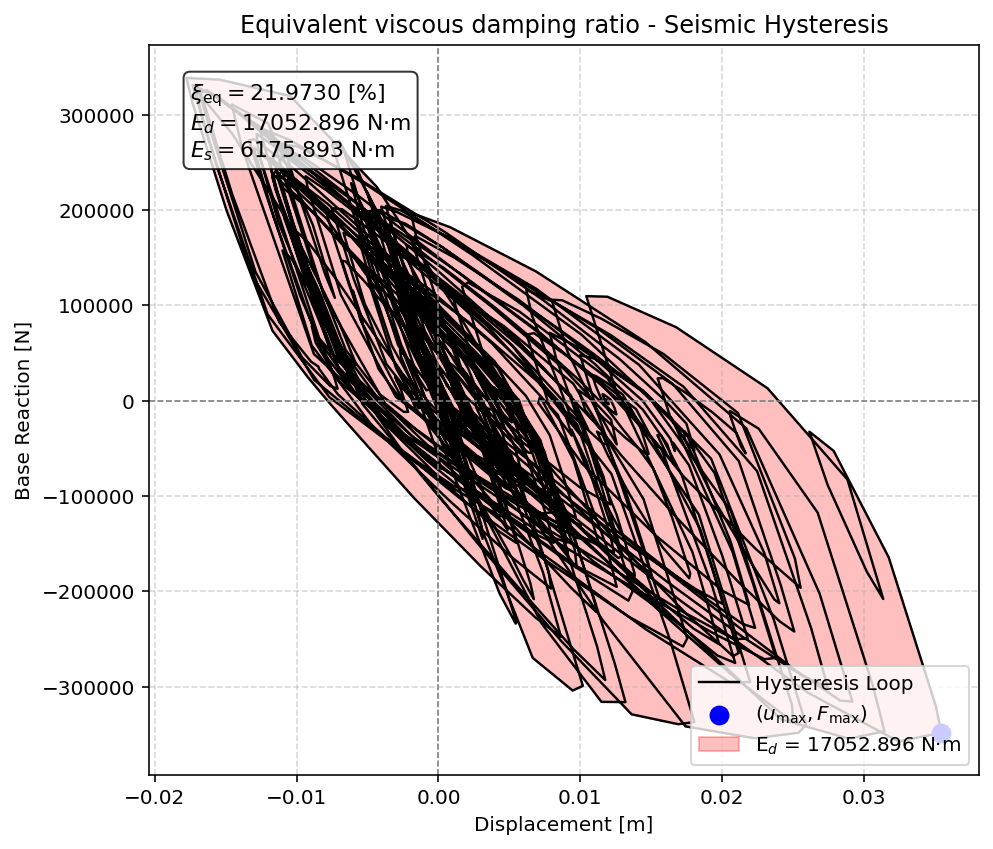 Equivalent viscous damping ratio - Seismic Hysteresis
ξeq = 21.9730 [%]
Ed = 17052.896 N·m
Es = 6175.893 N·m
300000
200000
100000
0
−100000
−200000
−300000
Base Reaction [N]
Hysteresis Loop
(umax, Fmax)
Ed = 17052.896 N·m
−0.02 −0.01 0.00 0.01 0.02 0.03
Displacement [m]